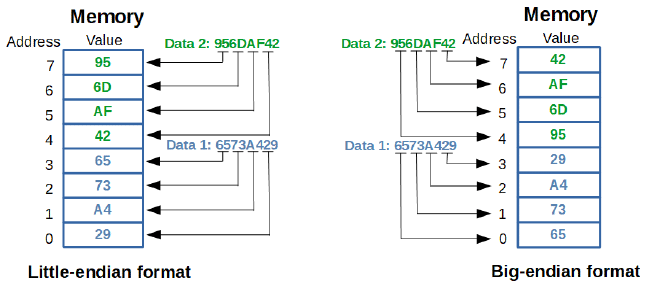 Memory
Address Value
Data 2: 956DAF42
7 95
6 6D
5 AF
4 42
Data 1: 6573A429
3 65
2 73
1 A4
0 29
Little-endian format
Memory
Data 2: 956DAF42 Address Value
7 42
6 AF
5 6D
4 95
Data 1: 6573A429
3 29
2 A4
1 73
0 65
Big-endian format